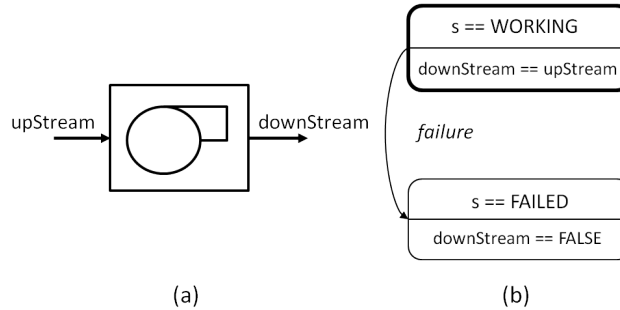 upStream
downStream
(a)
s == WORKING
downStream == upStream
failure
s == FAILED
downStream == FALSE
(b)